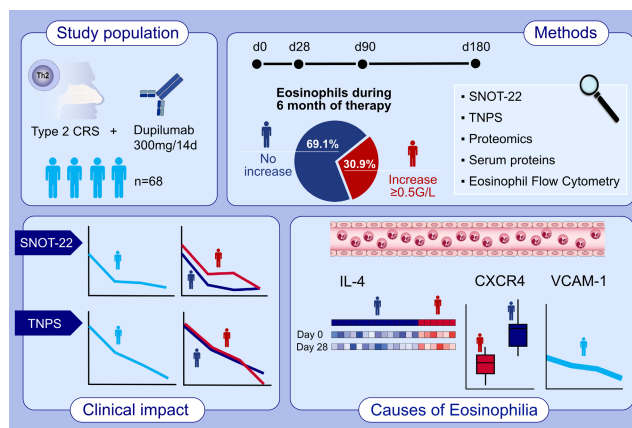 Study population
Th2
Type 2 CRS + Dupilumab
300mg/14d
n=68
Methods
d0 d28 d90 d180
Eosinophils during
6 month of therapy
69.1%
30.9%
No
increase
Increase
≥0.5G/L
▪ SNOT-22
▪ TNPS
▪ Proteomics
▪ Serum proteins
▪ Eosinophil Flow Cytometry
SNOT-22
TNPS
Clinical impact
IL-4 CXCR4 VCAM-1
Day 0
Day 28
Causes of Eosinophilia